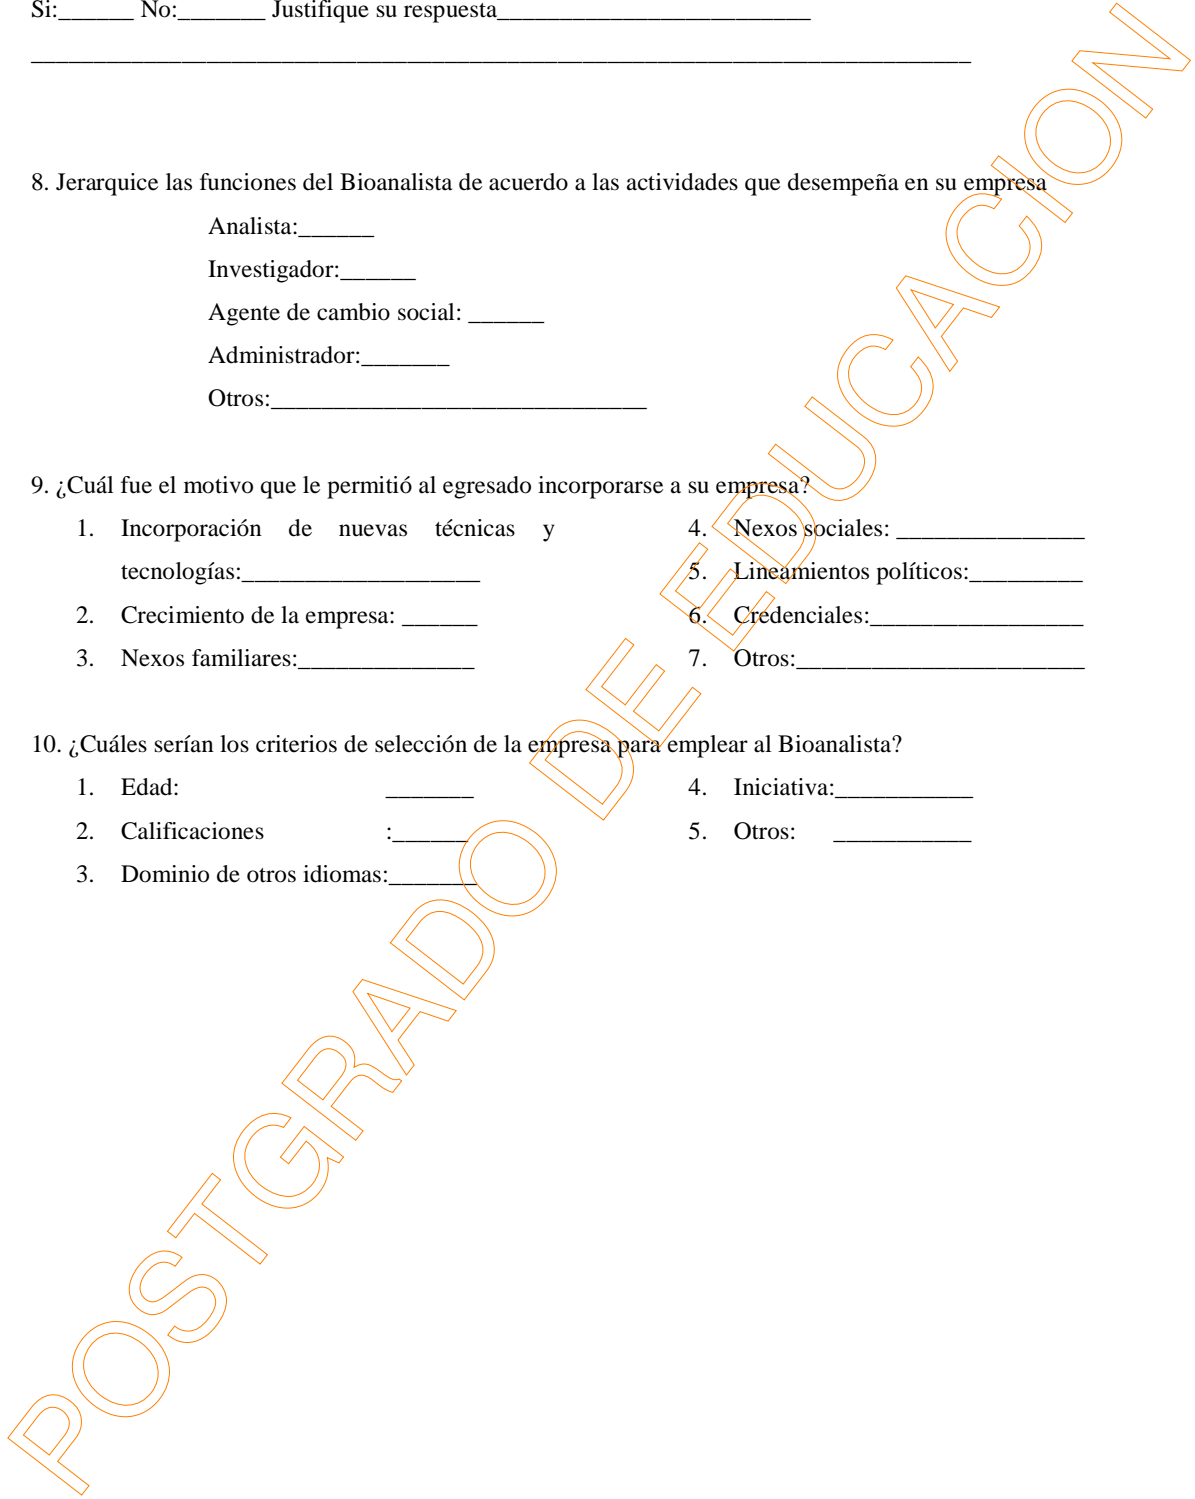 Si:______ No:_______ Justifique su respuesta_________________________
___________________________________________________________________________
8. Jerarquice las funciones del Bioanalista de acuerdo a las actividades que desempeña en su empresa
Analista:______
Investigador:______
Agente de cambio social: ______
Administrador:_______
Otros:______________________________
9. ¿Cuál fue el motivo que le permitió al egresado incorporarse a su empresa?
1. Incorporación de nuevas técnicas y
tecnologías:___________________
2. Crecimiento de la empresa: ______
3. Nexos familiares:______________
4. Nexos sociales: _______________
5. Lineamientos políticos:_________
6. Credenciales:_________________
7. Otros:_______________________
10. ¿Cuáles serían los criterios de selección de la empresa para emplear al Bioanalista?
1. Edad: _______
2. Calificaciones :______
3. Dominio de otros idiomas:_______
4. Iniciativa:___________
5. Otros: ___________
POSTGRADO DE EDUCACION